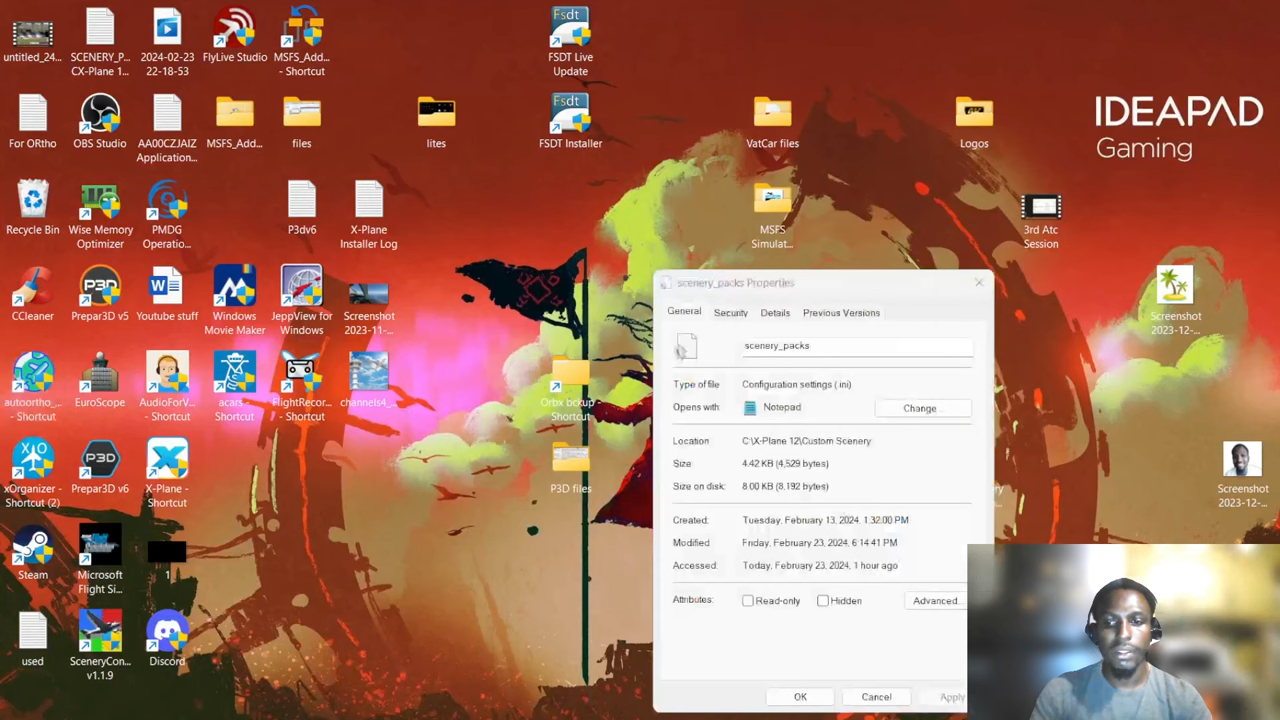 untitled_24...
SCENERY_P...
CX-Plane 1...
2024-02-23
22-18-53
FlyLive Studio
MSFS_Add...
- Shortcut
Fsdt
FSDT Live
Update
For ORtho
OBS Studio
AA00CZJAIZ
Application...
MSFS_Add...
files
lites
Fsdt
FSDT Installer
VatCar files
Logos
IDEAPAD
Gaming
Recycle Bin
Wise Memory
Optimizer
PMDG
Operatio...
P3dv6
X-Plane
Installer Log
MSFS
Simulat...
3rd Atc
Session
CCleaner
P3D
Prepar3D v5
W
Youtube stuff
Windows
Movie Maker
JeppView for
Windows
Screenshot
2023-11-...
Screenshot
2023-12-...
autoortho_...
- Shortcut
EuroScope
AudioForV...
- Shortcut
acars -
Shortcut
FlightRecor...
- Shortcut
channels4_...
Orbx bckup -
Shortcut
xOrganizer -
Shortcut (2)
P3D
Prepar3D v6
X-Plane -
Shortcut
P3D files
Screenshot
2023-12-...
Steam
Microsoft
Flight Si...
1
used
SceneryCon...
v1.1.9
Discord
scenery_packs Properties
General
Security
Details
Previous Versions
scenery_packs
Type of file
Configuration settings (.ini)
Opens with:
Notepad
Change...
Location:
C:\X-Plane 12\Custom Scenery
Size:
4.42 KB (4,529 bytes)
Size on disk:
8.00 KB (8,192 bytes)
Created:
Tuesday, February 13, 2024, 1:32:00 PM
Modified:
Friday, February 23, 2024, 6:14:41 PM
Accessed:
Today, February 23, 2024, 1 hour ago
Attributes:
Read-only
Hidden
Advanced...
OK
Cancel
Apply